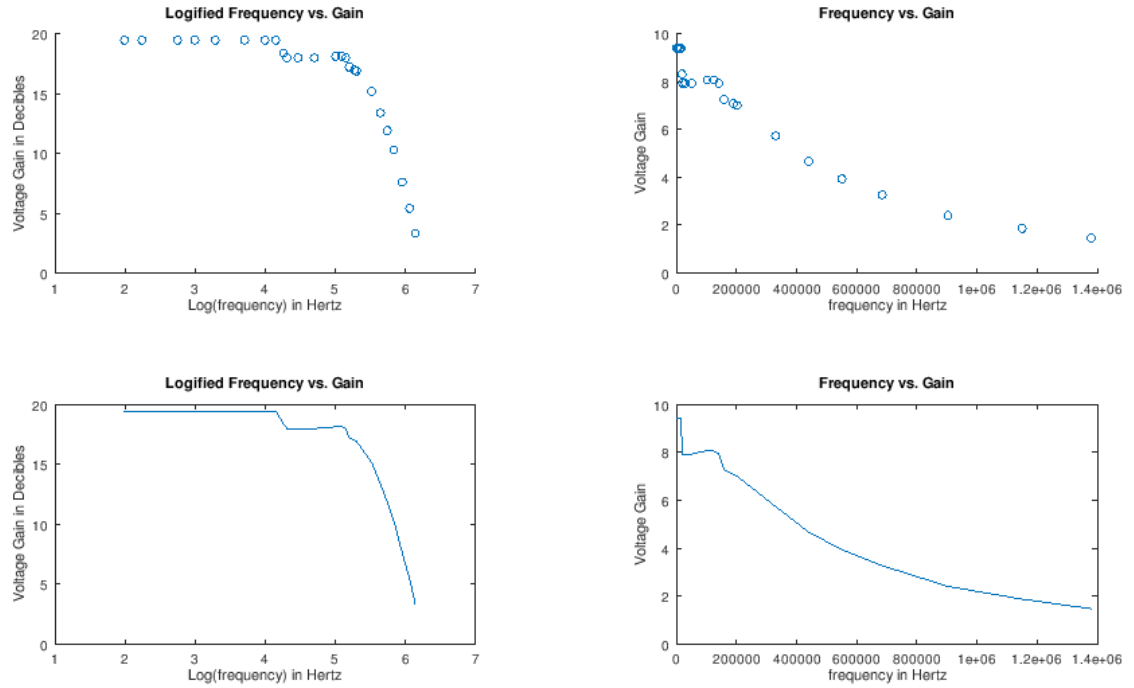 Logified Frequency vs. Gain
20
15
10
5
0
Voltage Gain in Decibles
1 2 3 4 5 6 7
Log(frequency) in Hertz
Frequency vs. Gain
10
8
6
4
2
0
Voltage Gain
0 200000 400000 600000 800000 1e+06 1.2e+06 1.4e+06
frequency in Hertz
Logified Frequency vs. Gain
20
15
10
5
0
Voltage Gain in Decibles
1 2 3 4 5 6 7
Log(frequency) in Hertz
Frequency vs. Gain
10
8
6
4
2
0
Voltage Gain
0 200000 400000 600000 800000 1e+06 1.2e+06 1.4e+06
frequency in Hertz